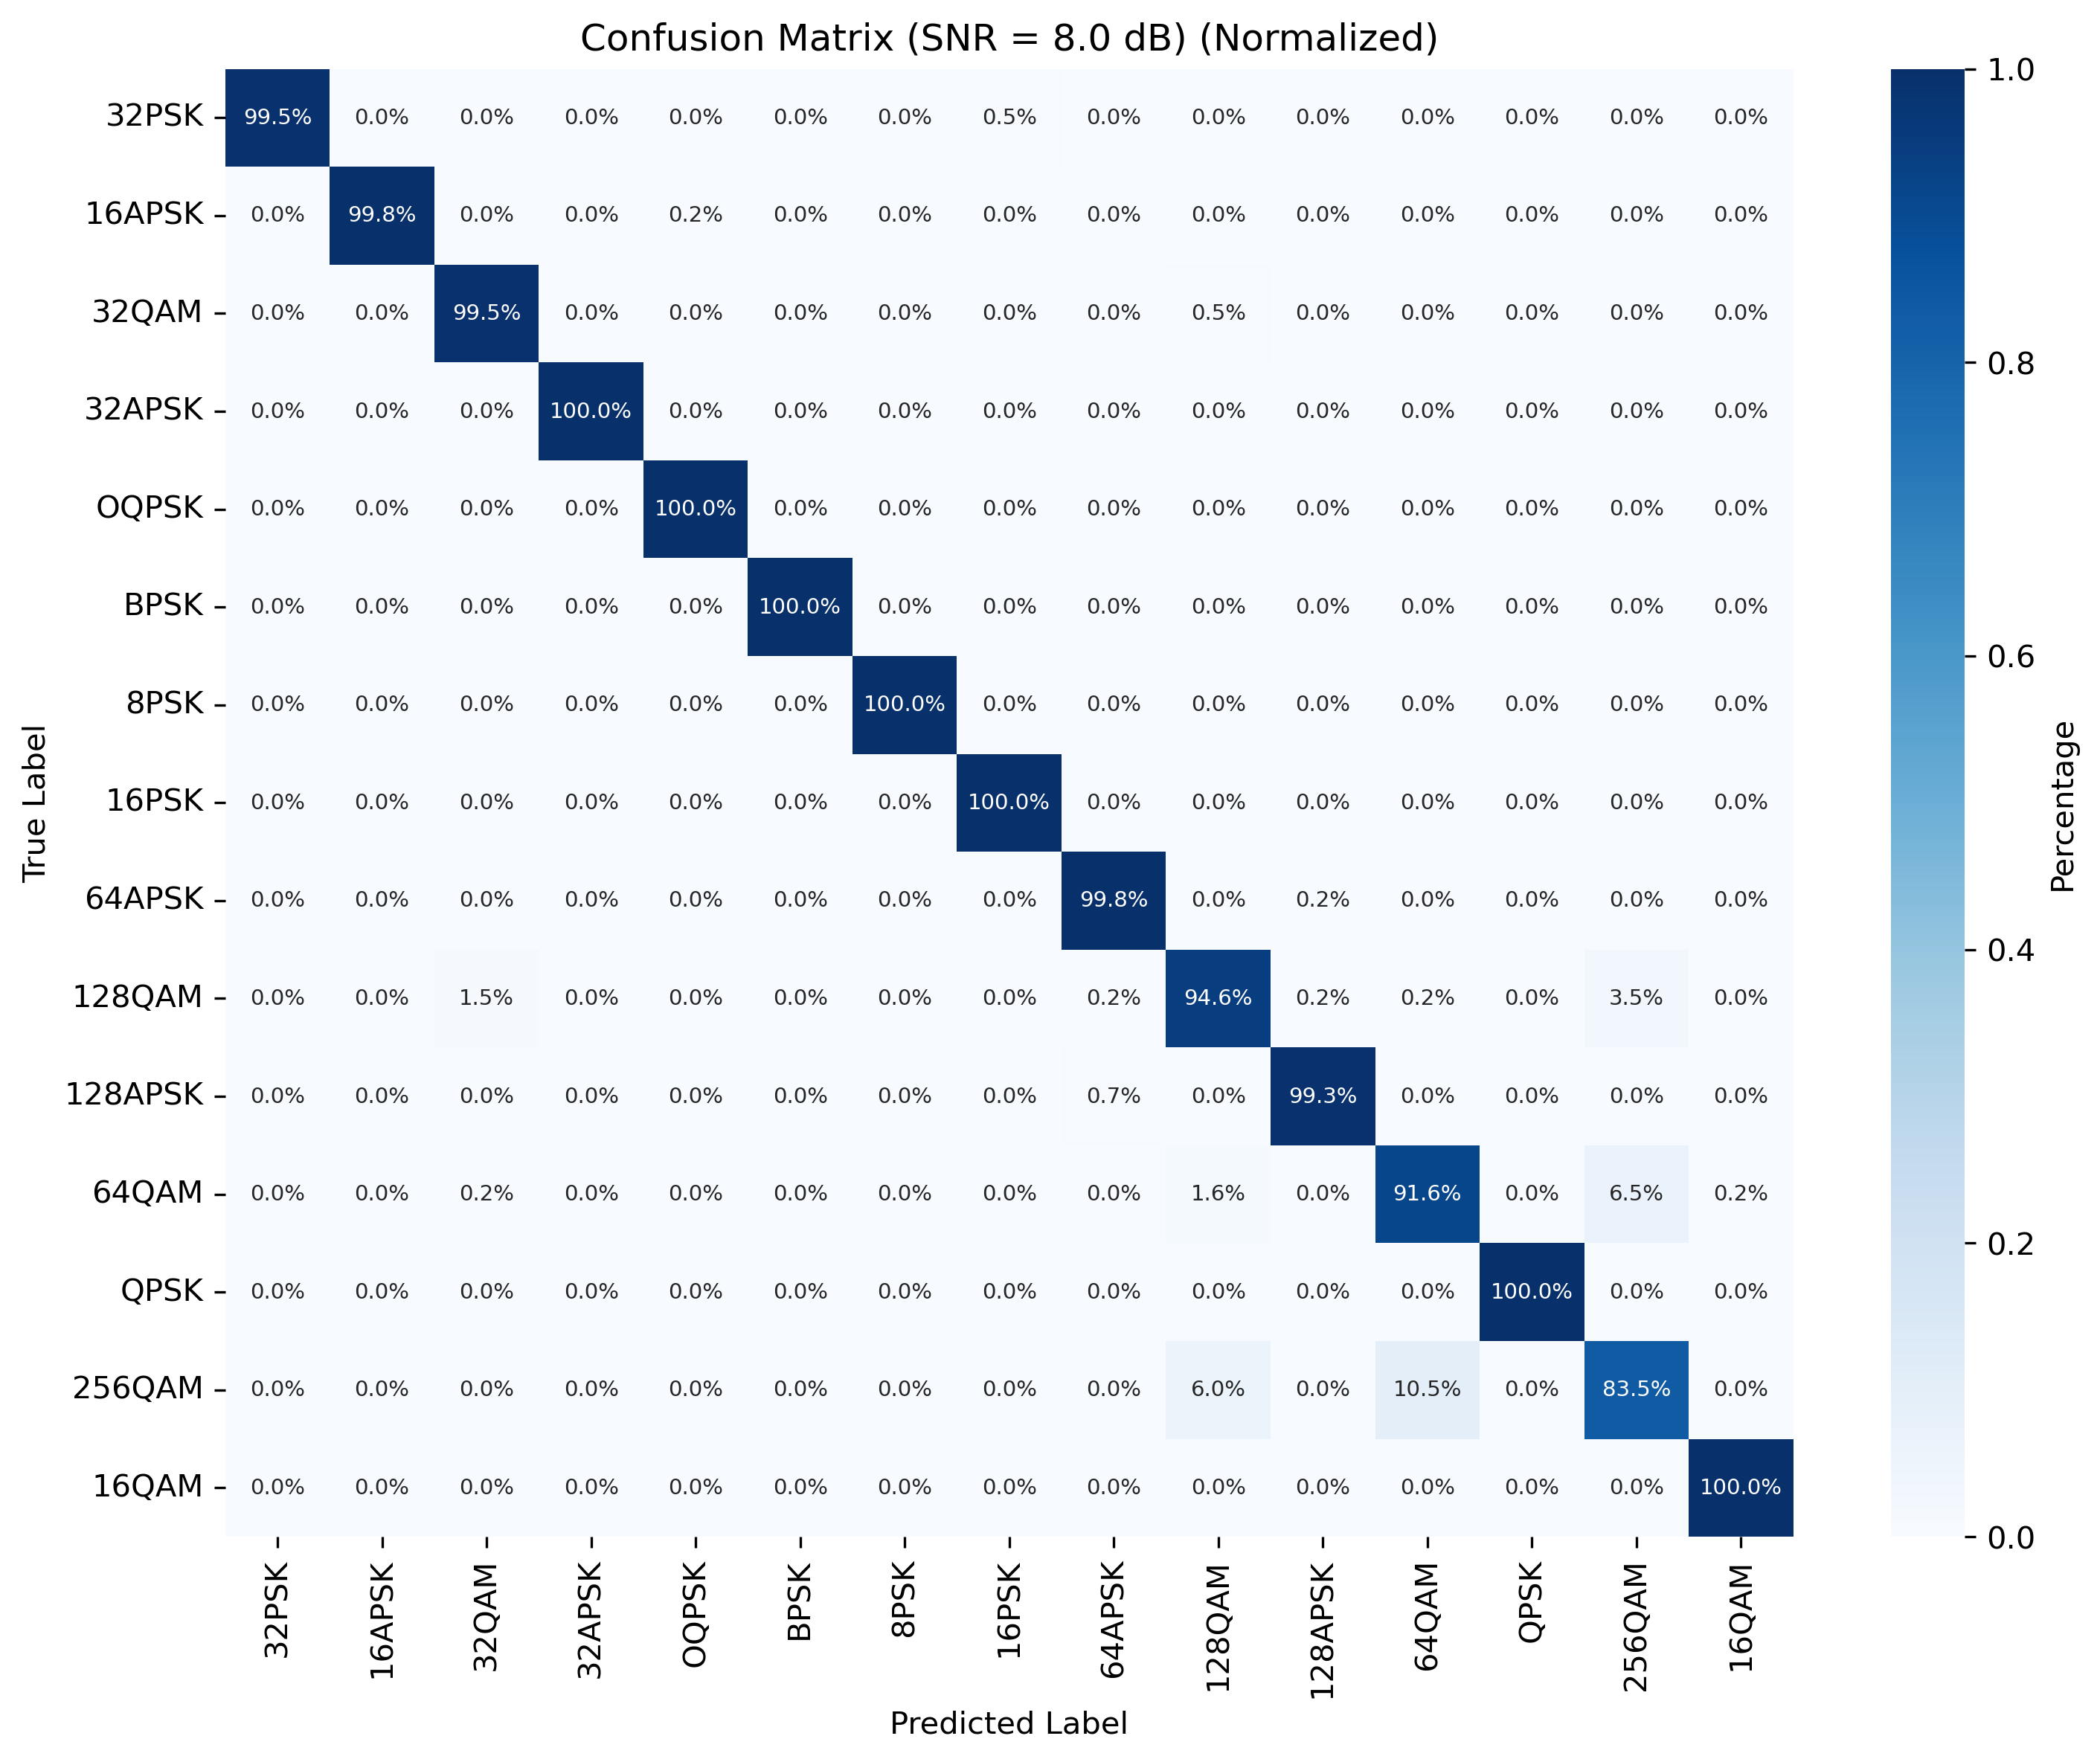 Confusion Matrix (SNR = 8.0 dB) (Normalized)
32PSK 99.5% 0.0% 0.0% 0.0% 0.0% 0.0% 0.0% 0.5% 0.0% 0.0% 0.0% 0.0% 0.0% 0.0% 0.0%
16APSK 0.0% 99.8% 0.0% 0.0% 0.2% 0.0% 0.0% 0.0% 0.0% 0.0% 0.0% 0.0% 0.0% 0.0% 0.0%
32QAM 0.0% 0.0% 99.5% 0.0% 0.0% 0.0% 0.0% 0.0% 0.0% 0.5% 0.0% 0.0% 0.0% 0.0% 0.0%
32APSK 0.0% 0.0% 0.0% 100.0% 0.0% 0.0% 0.0% 0.0% 0.0% 0.0% 0.0% 0.0% 0.0% 0.0% 0.0%
OQPSK 0.0% 0.0% 0.0% 0.0% 100.0% 0.0% 0.0% 0.0% 0.0% 0.0% 0.0% 0.0% 0.0% 0.0% 0.0%
BPSK 0.0% 0.0% 0.0% 0.0% 0.0% 100.0% 0.0% 0.0% 0.0% 0.0% 0.0% 0.0% 0.0% 0.0% 0.0%
8PSK 0.0% 0.0% 0.0% 0.0% 0.0% 0.0% 100.0% 0.0% 0.0% 0.0% 0.0% 0.0% 0.0% 0.0% 0.0%
16PSK 0.0% 0.0% 0.0% 0.0% 0.0% 0.0% 0.0% 100.0% 0.0% 0.0% 0.0% 0.0% 0.0% 0.0% 0.0%
64APSK 0.0% 0.0% 0.0% 0.0% 0.0% 0.0% 0.0% 0.0% 99.8% 0.0% 0.2% 0.0% 0.0% 0.0% 0.0%
128QAM 0.0% 0.0% 1.5% 0.0% 0.0% 0.0% 0.0% 0.0% 0.2% 94.6% 0.2% 0.2% 0.0% 3.5% 0.0%
128APSK 0.0% 0.0% 0.0% 0.0% 0.0% 0.0% 0.0% 0.0% 0.7% 0.0% 99.3% 0.0% 0.0% 0.0% 0.0%
64QAM 0.0% 0.0% 0.2% 0.0% 0.0% 0.0% 0.0% 0.0% 0.0% 1.6% 0.0% 91.6% 0.0% 6.5% 0.2%
QPSK 0.0% 0.0% 0.0% 0.0% 0.0% 0.0% 0.0% 0.0% 0.0% 0.0% 0.0% 0.0% 100.0% 0.0% 0.0%
256QAM 0.0% 0.0% 0.0% 0.0% 0.0% 0.0% 0.0% 0.0% 0.0% 6.0% 0.0% 10.5% 0.0% 83.5% 0.0%
16QAM 0.0% 0.0% 0.0% 0.0% 0.0% 0.0% 0.0% 0.0% 0.0% 0.0% 0.0% 0.0% 0.0% 0.0% 100.0%
32PSK 16APSK 32QAM 32APSK OQPSK BPSK 8PSK 16PSK 64APSK 128QAM 128APSK 64QAM QPSK 256QAM 16QAM
Predicted Label
True Label
1.0
0.8
0.6
0.4
0.2
0.0
Percentage